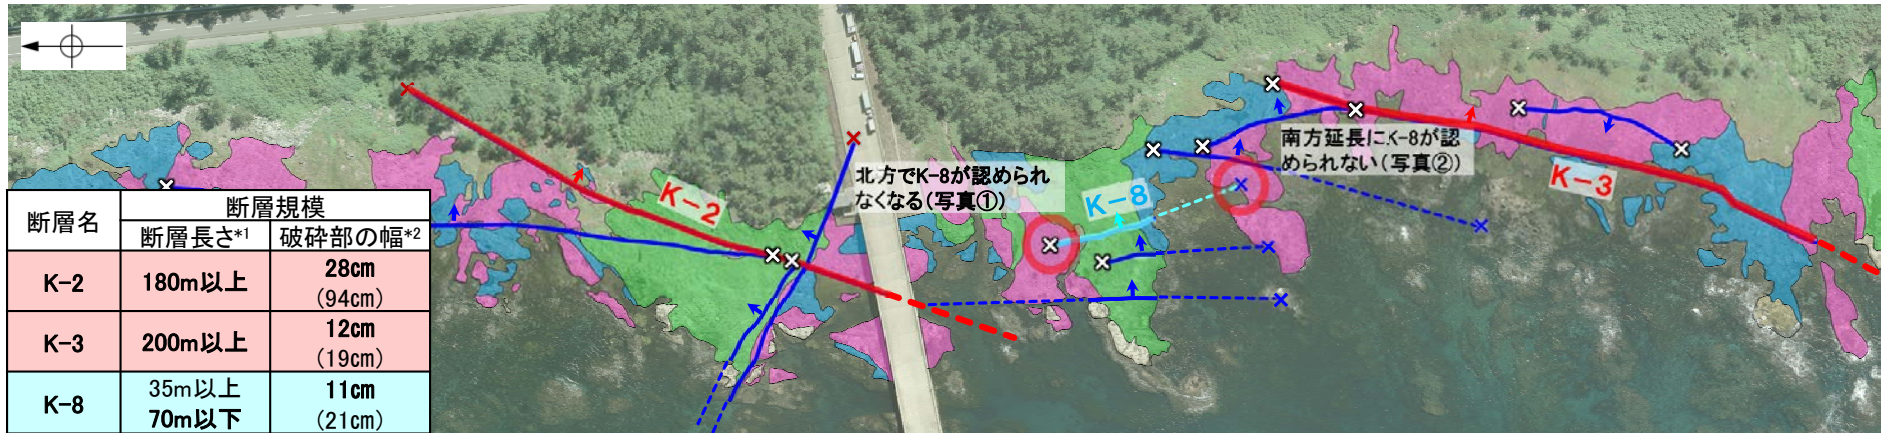 北方でK-8が認められ
なくなる(写真①)
南方延長にK-8が認
められない(写真②)
K-2
K-8
K-3
断層名 断層規模
断層長さ*1 破砕部の幅*2
K-2 180m以上 28cm
(94cm)
K-3 200m以上 12cm
(19cm)
K-8 35m以上 11cm
70m以下 (21cm)